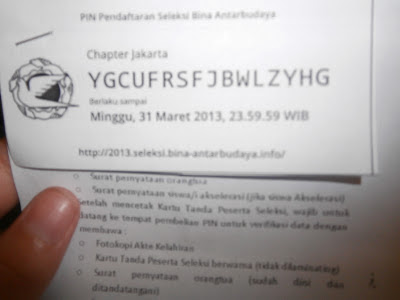 PIN Pendaftaran Seleksi Bina Antarbudaya
Chapter Jakarta
YGCUFRSFJBWLZYHG
Berlaku sampai
Minggu, 31 Maret 2013, 23.59.59 WIB
http://2013.seleksi.bina-antarbudaya.info/
o Surat pernyataan orangtua
o Surat pernyataan siswa/i akselerasi (jika siswa Akselerasi)
Setelah mencetak Kartu Tanda Peserta Seleksi, wajib untuk
datang ke tempat pembelian PIN untuk verifikasi data dengan
membawa :
o Fotokopi Akte Kelahiran
o Kartu Tanda Peserta Seleksi berwarna (tidak dilaminating)
o Surat pernyataan orangtua (sudah diisi dan
ditandatangani)